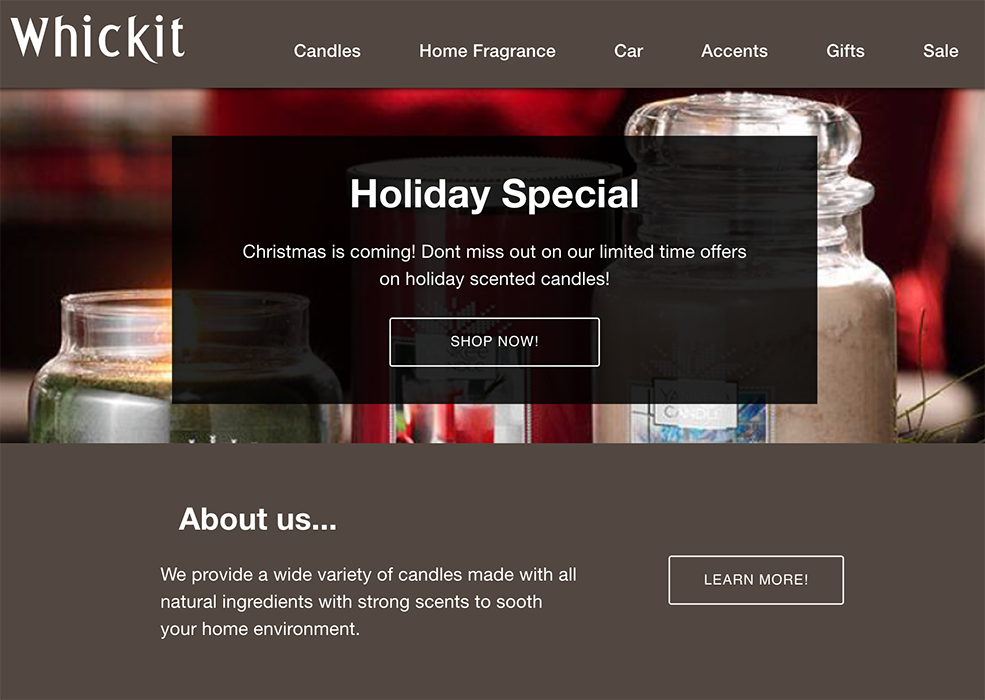 Whickit
Candles Home Fragrance Car Accents Gifts Sale
Holiday Special
Christmas is coming! Dont miss out on our limited time offers
on holiday scented candles!
SHOP NOW!
CANDLE
About us...
We provide a wide variety of candles made with all
natural ingredients with strong scents to sooth
your home environment.
LEARN MORE!